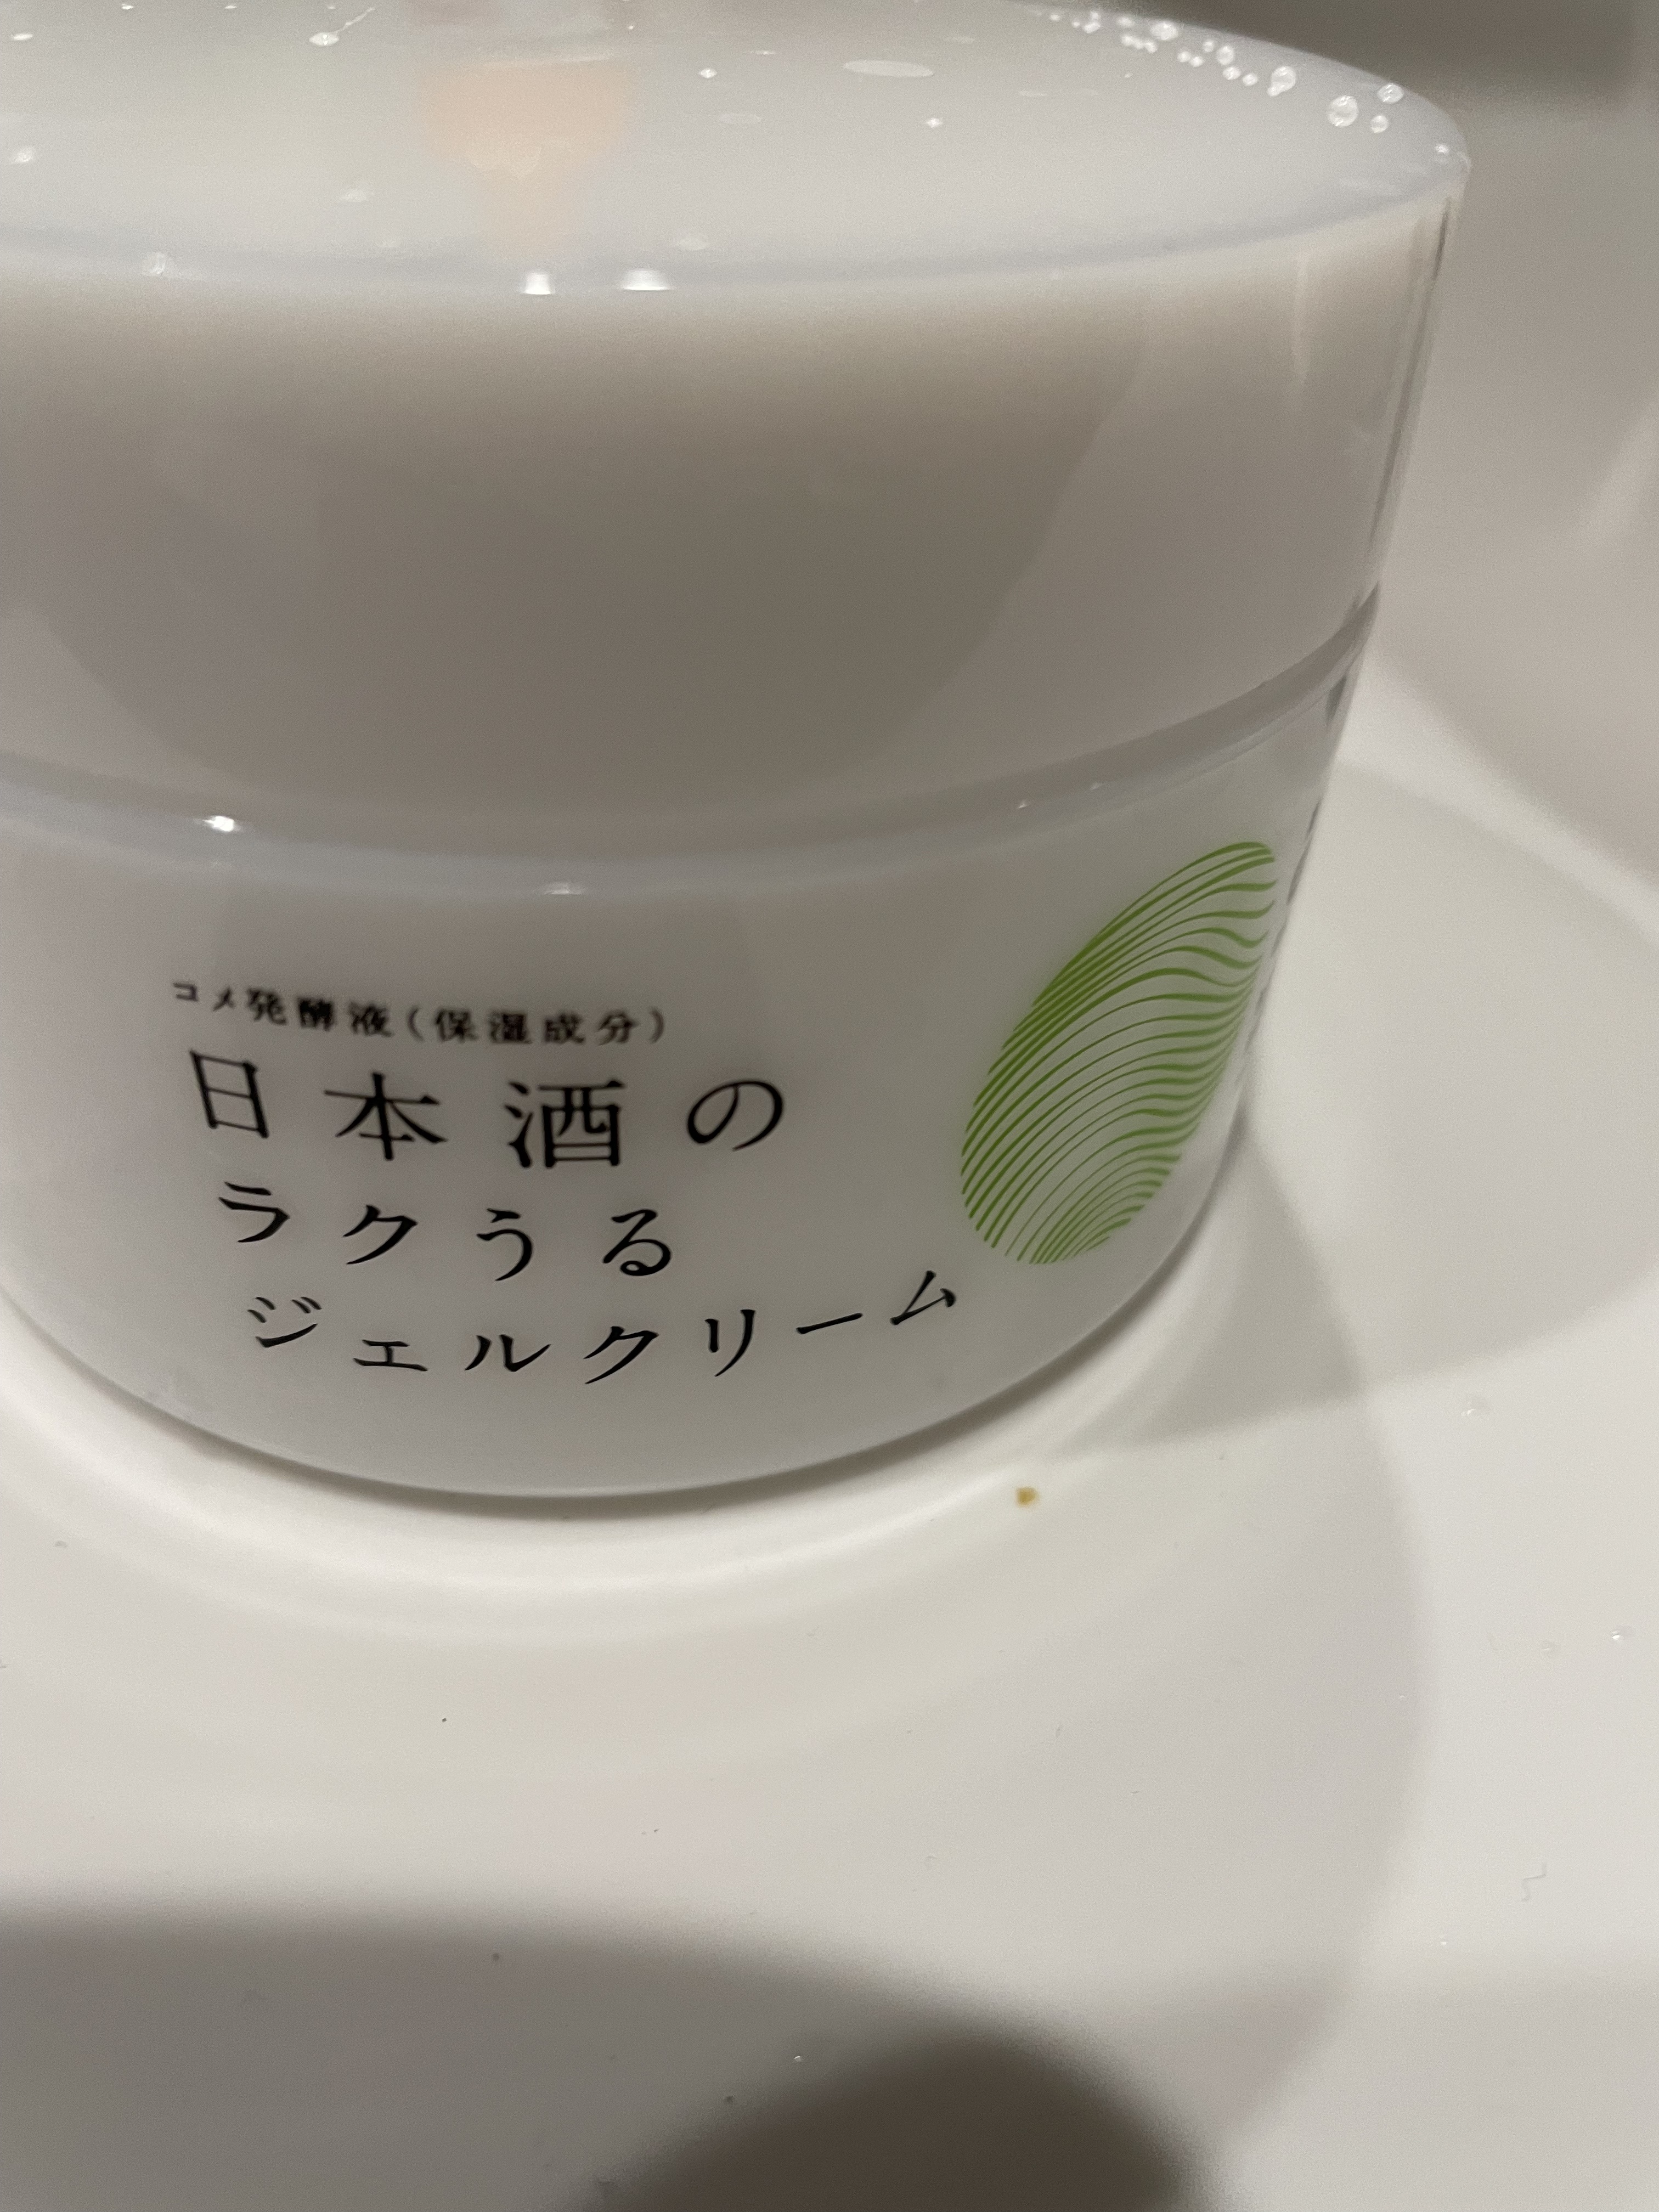 コメ発酵液(保湿成分)
日本酒の
ラクうる
ジェルクリーム